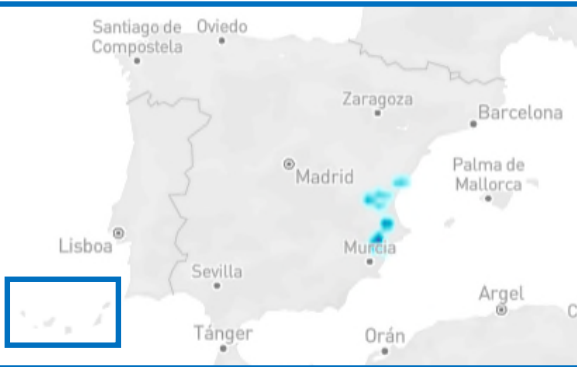 Santiago de
Compostela
Oviedo
Zaragoza
Barcelona
Madrid
Palma de
Mallorca
Lisboa
Murcia
Sevilla
Argel
C
Tánger
Orán